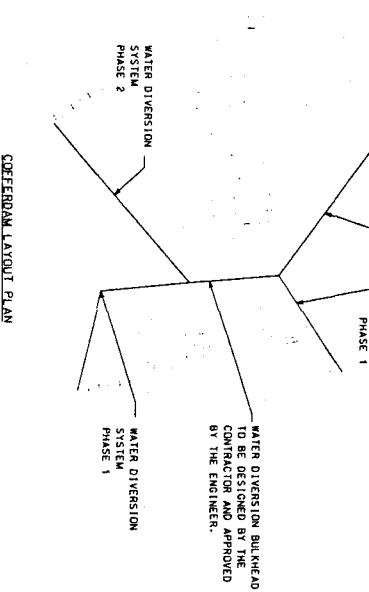 PHASE 1
WATER DIVERSION
SYSTEM
PHASE 2
WATER DIVERSION BULKHEAD
TO BE DESIGNED BY THE
CONTRACTOR AND APPROVED
BY THE ENGINEER.
WATER DIVERSION
SYSTEM
PHASE 1
COFFERDAM LAYOUT PLAN